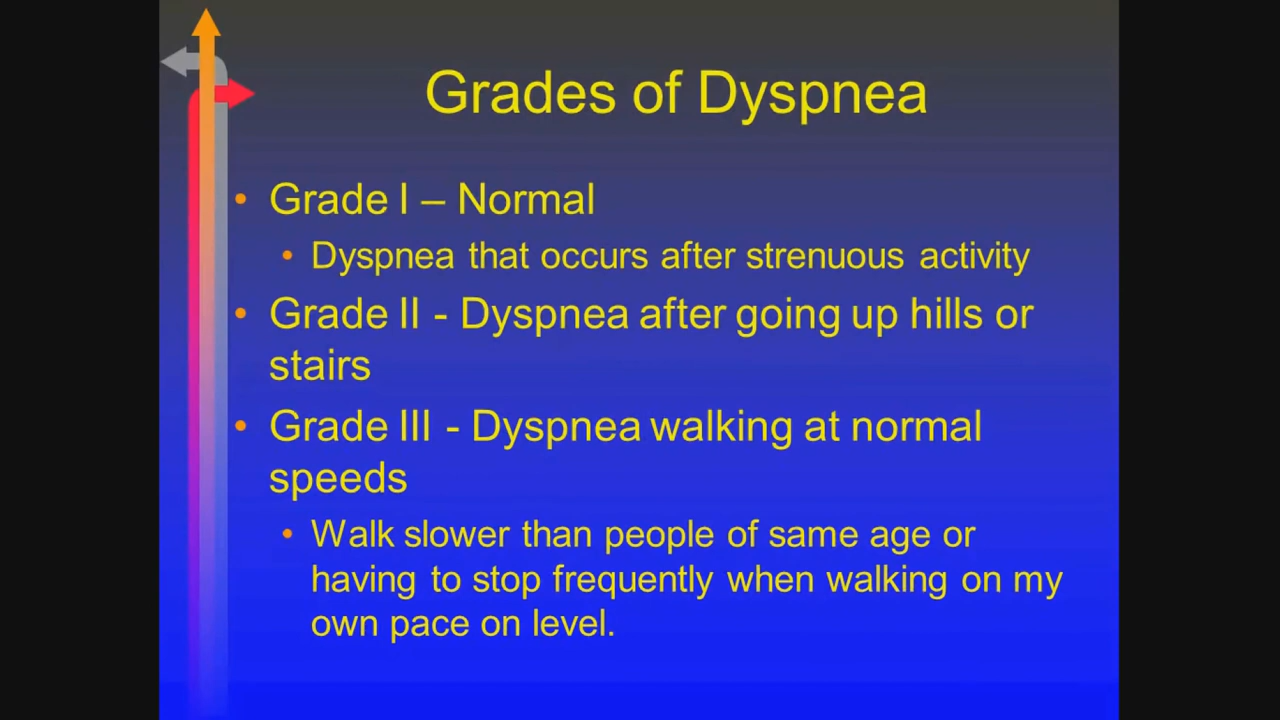 Grades of Dyspnea
• Grade I – Normal
• Dyspnea that occurs after strenuous activity
• Grade II - Dyspnea after going up hills or
stairs
• Grade III - Dyspnea walking at normal
speeds
• Walk slower than people of same age or
having to stop frequently when walking on my
own pace on level.